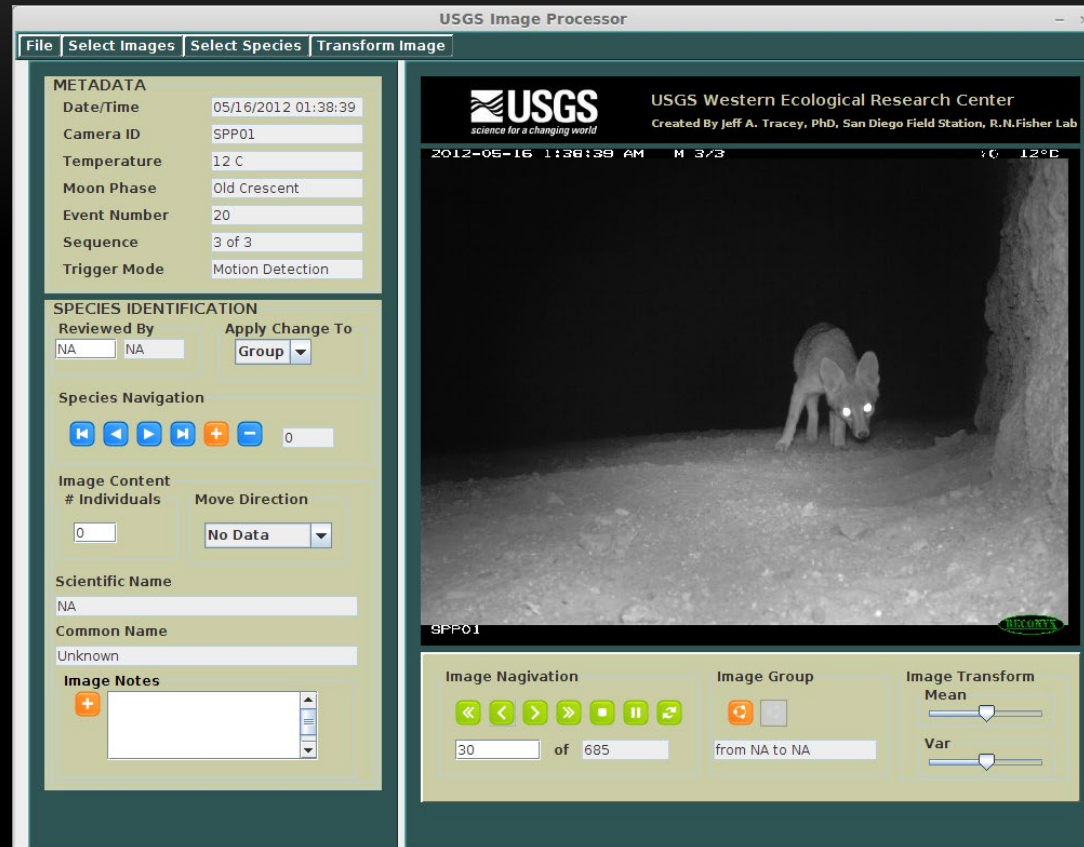 USGS Image Processor
File Select Images Select Species Transform Image
METADATA
Date/Time 05/16/2012 01:38:39
Camera ID SPP01
Temperature 12 C
Moon Phase Old Crescent
Event Number 20
Sequence 3 of 3
Trigger Mode Motion Detection
SPECIES IDENTIFICATION
Reviewed By Apply Change To
NA NA Group
Species Navigation
0
Image Content
# Individuals Move Direction
0 No Data
Scientific Name
NA
Common Name
Unknown
Image Notes
USGS
science for a changing world
USGS Western Ecological Research Center
Created By Jeff A. Tracey, PhD, San Diego Field Station, R.N.Fisher Lab
2012-05-16 1:38:39 AM M 3/3 12°C
SPP01 RECONYX
Image Nagivation Image Group Image Transform
Mean
30 of 685 from NA to NA Var